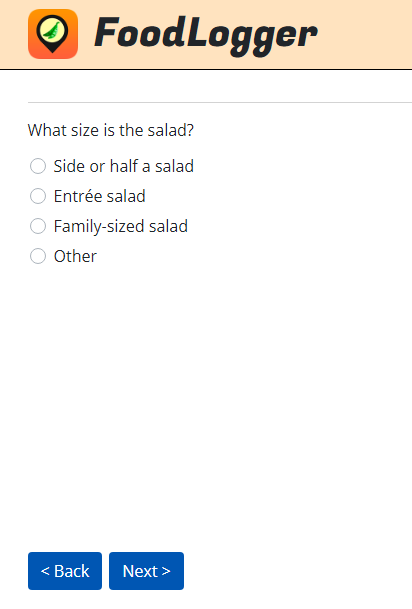 FoodLogger
What size is the salad?
Side or half a salad
Entrée salad
Family-sized salad
Other
< Back
Next >